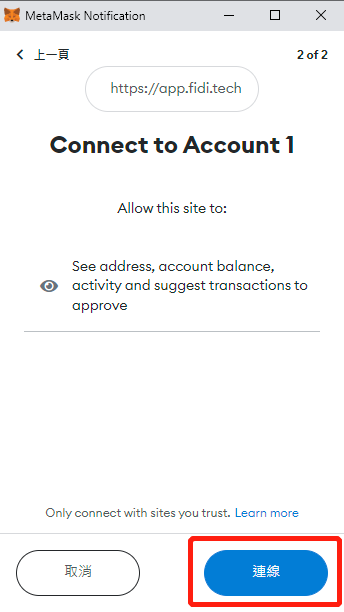 MetaMask Notification
上一頁
2 of 2
https://app.fidi.tech
Connect to Account 1
Allow this site to:
See address, account balance,
activity and suggest transactions to
approve
Only connect with sites you trust. Learn more
取消
連線